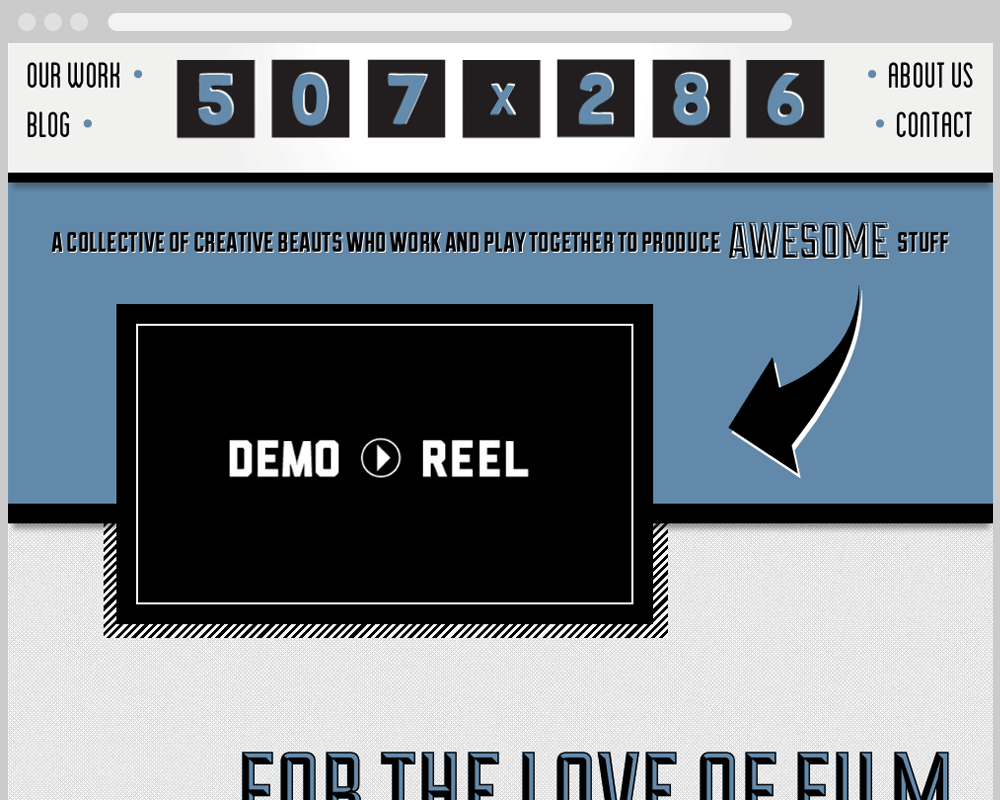 OUR WORK • 5 0 7 x 2 8 6 • ABOUT US
BLOG • • CONTACT
A COLLECTIVE OF CREATIVE BEAUTS WHO WORK AND PLAY TOGETHER TO PRODUCE AWESOME STUFF
DEMO REEL
FOR THE LOVE OF FILM